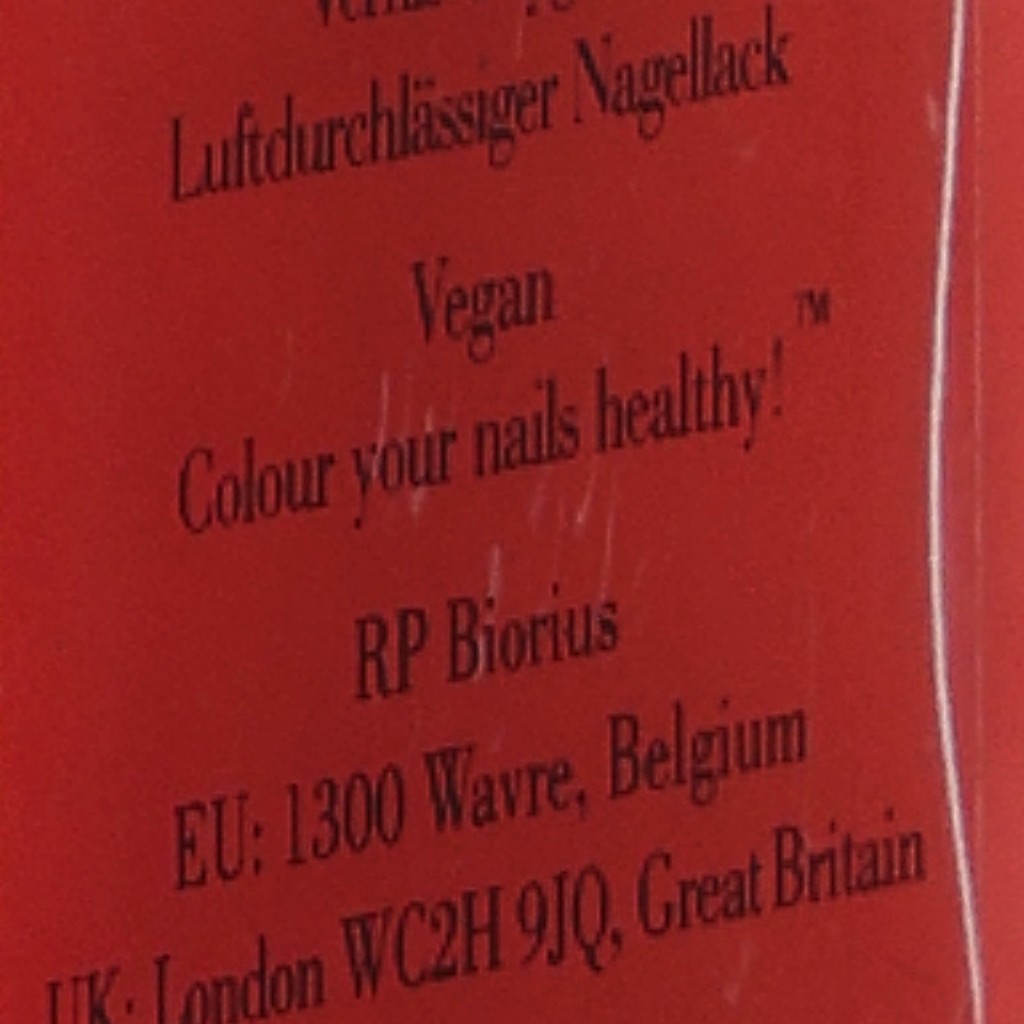 Luftdurchlässiger Nagellack
Vegan
Colour your nails healthy!™
RP Biorius
EU: 1300 Wavre, Belgium
UK: London WC2H 9JQ, Great Britain